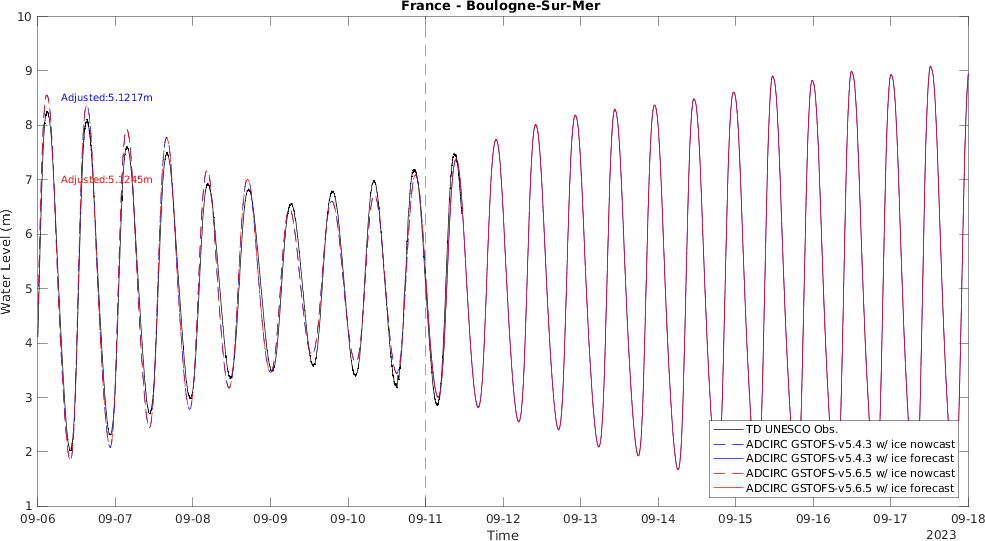 France - Boulogne-Sur-Mer
10
9
8
7
6
5
4
3
2
1
Water Level (m)
Adjusted:5.1217m
Adjusted:5.1245m
TD UNESCO Obs.
ADCIRC GSTOFS-v5.4.3 w/ ice nowcast
ADCIRC GSTOFS-v5.4.3 w/ ice forecast
ADCIRC GSTOFS-v5.6.5 w/ ice nowcast
ADCIRC GSTOFS-v5.6.5 w/ ice forecast
09-06 09-07 09-08 09-09 09-10 09-11 09-12 09-13 09-14 09-15 09-16 09-17 09-18
Time
2023